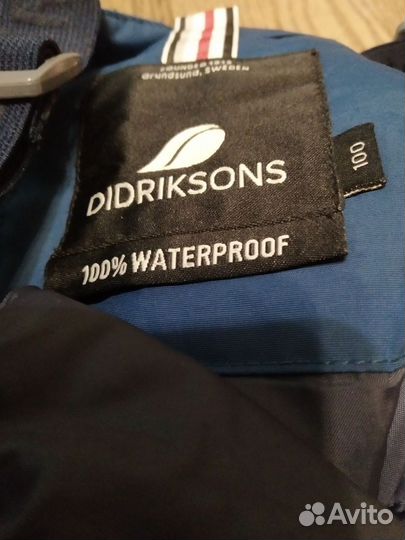 FOUNDED 1913
Grundsund, SWEDEN
DIDRIKSONS
100
100% WATERPROOF
Avito